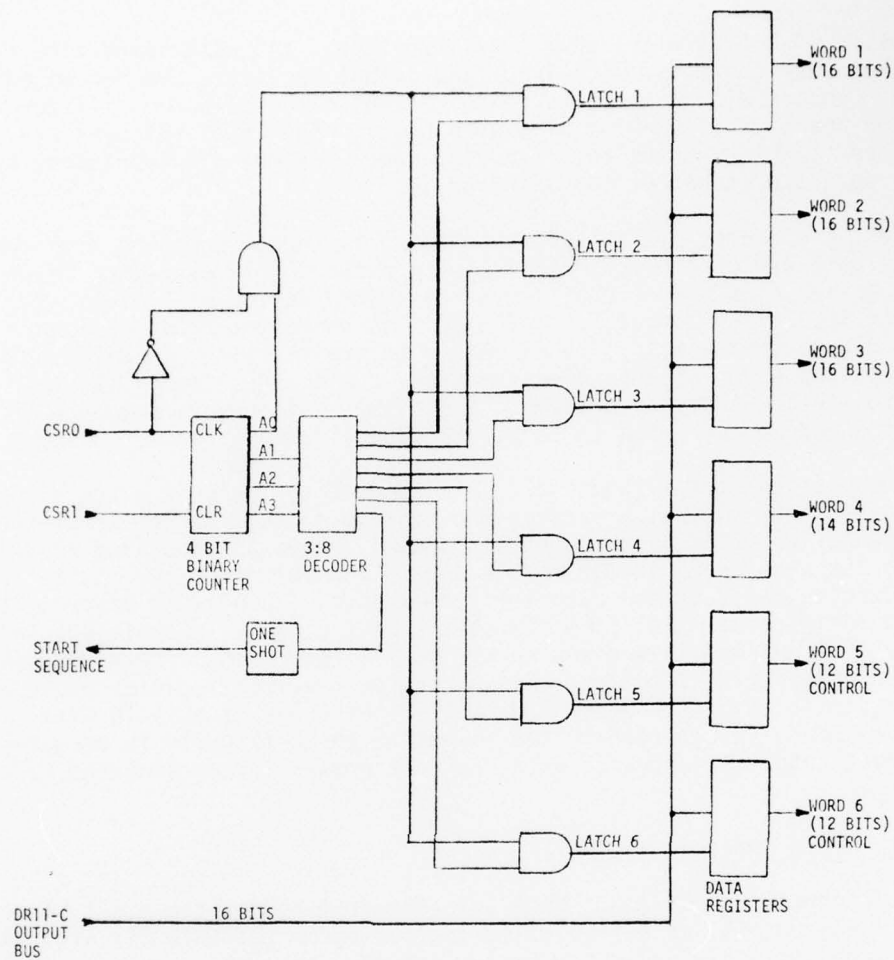 WORD 1
(16 BITS)
LATCH 1
WORD 2
(16 BITS)
LATCH 2
WORD 3
(16 BITS)
LATCH 3
CSR0
CLK
A0
A1
A2
CSR1
CLR
A3
4 BIT
BINARY
COUNTER
3:8
DECODER
WORD 4
(14 BITS)
LATCH 4
START
SEQUENCE
ONE
SHOT
WORD 5
(12 BITS)
CONTROL
LATCH 5
WORD 6
(12 BITS)
CONTROL
LATCH 6
DATA
REGISTERS
DR11-C
OUTPUT
BUS
16 BITS